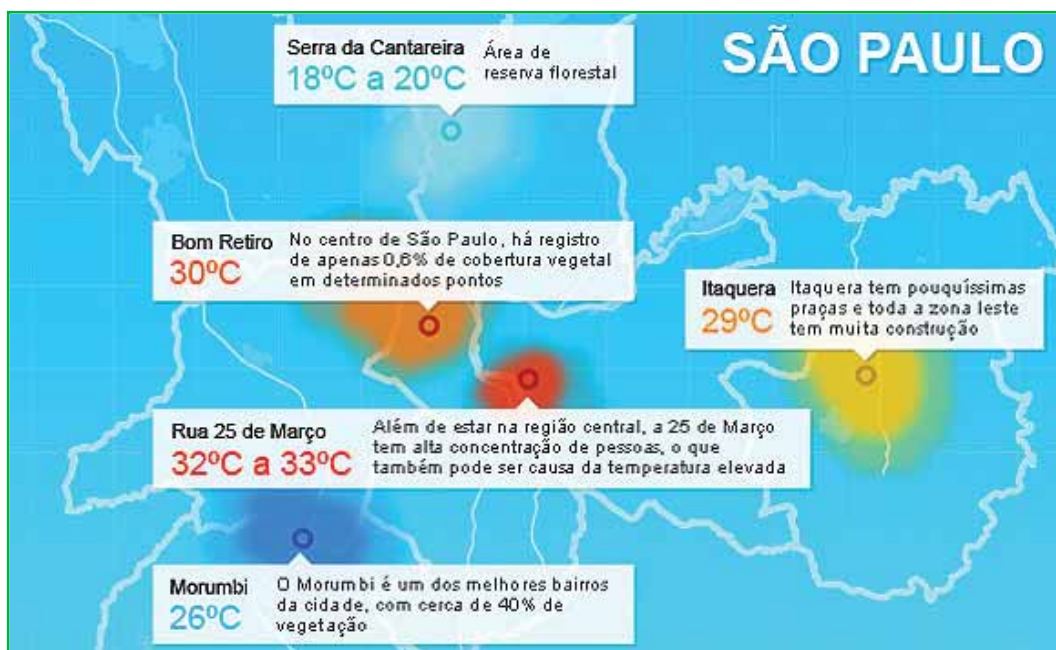 SÃO PAULO
Serra da Cantareira
18ºC a 20ºC
Área de
reserva florestal
Bom Retiro
30ºC
No centro de São Paulo, há registro
de apenas 0,6% de cobertura vegetal
em determinados pontos
Itaquera
29ºC
Itaquera tem pouquíssimas
praças e toda a zona leste
tem muita construção
Rua 25 de Março
32ºC a 33ºC
Além de estar na região central, a 25 de Março
tem alta concentração de pessoas, o que
também pode ser causa da temperatura elevada
Morumbi
26ºC
O Morumbi é um dos melhores bairros
da cidade, com cerca de 40% de
vegetação